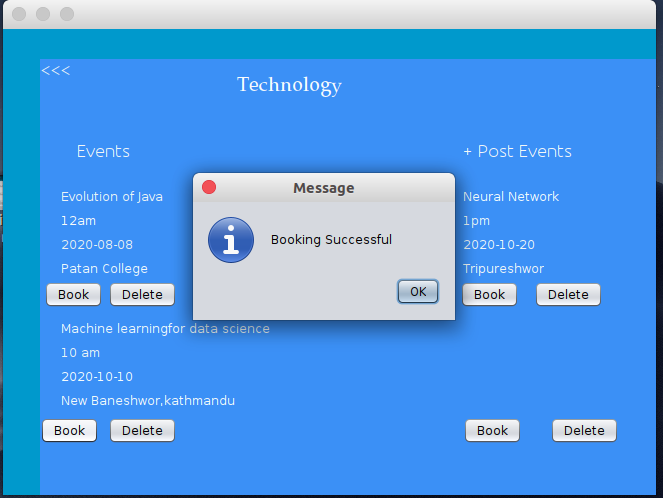 <<<
Technology
Events
+ Post Events
Evolution of Java
12am
2020-08-08
Patan College
Book
Delete
Message
Booking Successful
OK
Neural Network
1pm
2020-10-20
Tripureshwor
Book
Delete
Machine learningfor data science
10 am
2020-10-10
New Baneshwor,kathmandu
Book
Delete
Book
Delete